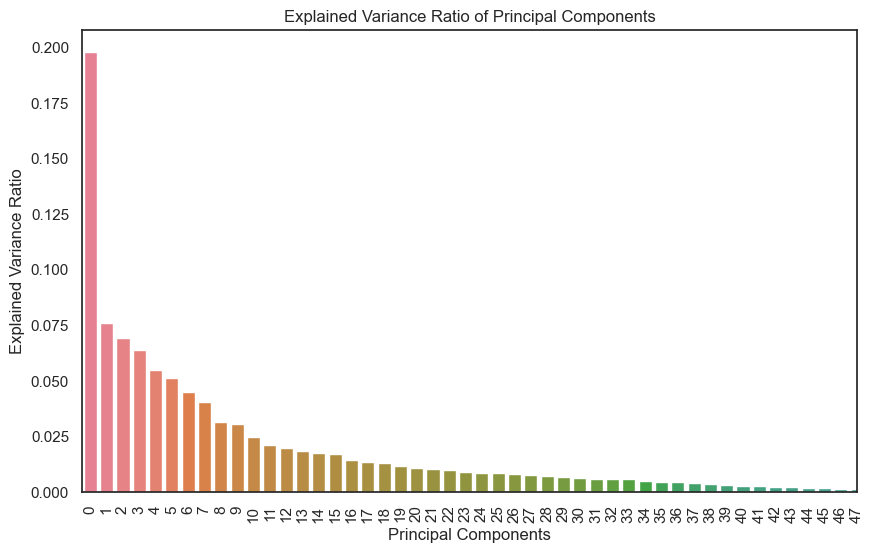 Explained Variance Ratio of Principal Components
Explained Variance Ratio
0.200
0.175
0.150
0.125
0.100
0.075
0.050
0.025
0.000
0 1 2 3 4 5 6 7 8 9 10 11 12 13 14 15 16 17 18 19 20 21 22 23 24 25 26 27 28 29 30 31 32 33 34 35 36 37 38 39 40 41 42 43 44 45 46 47
Principal Components